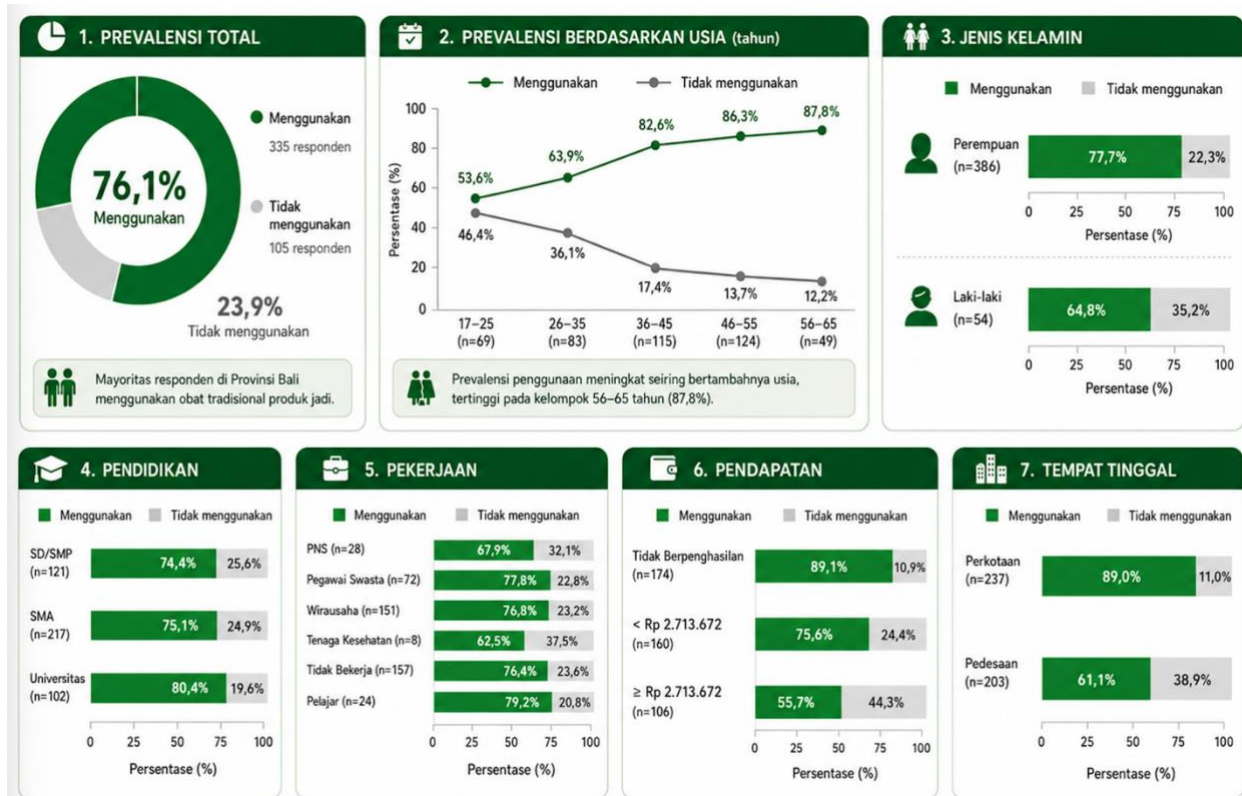 1. PREVALENSI TOTAL
76,1%
Menggunakan
Menggunakan
335 responden
Tidak
menggunakan
105 responden
23,9%
Tidak menggunakan
Mayoritas responden di Provinsi Bali
menggunakan obat tradisional produk jadi.
2. PREVALENSI BERDASARKAN USIA (tahun)
Menggunakan Tidak menggunakan
Persentase (%)
100
80
60
40
20
0
53,6% 63,9% 82,6% 86,3% 87,8%
46,4% 36,1% 17,4% 13,7% 12,2%
17–25 26–35 36–45 46–55 56–65
(n=69) (n=83) (n=115) (n=124) (n=49)
Prevalensi penggunaan meningkat seiring bertambahnya usia,
tertinggi pada kelompok 56–65 tahun (87,8%).
3. JENIS KELAMIN
Menggunakan Tidak menggunakan
Perempuan
(n=386)
77,7% 22,3%
0 25 50 75 100
Persentase (%)
Laki-laki
(n=54)
64,8% 35,2%
0 25 50 75 100
Persentase (%)
4. PENDIDIKAN
Menggunakan Tidak menggunakan
SD/SMP
(n=121)
74,4% 25,6%
SMA
(n=217)
75,1% 24,9%
Universitas
(n=102)
80,4% 19,6%
0 25 50 75 100
Persentase (%)
5. PEKERJAAN
Menggunakan Tidak menggunakan
PNS (n=28) 67,9% 32,1%
Pegawai Swasta (n=72) 77,8% 22,8%
Wirausaha (n=151) 76,8% 23,2%
Tenaga Kesehatan (n=8) 62,5% 37,5%
Tidak Bekerja (n=157) 76,4% 23,6%
Pelajar (n=24) 79,2% 20,8%
0 25 50 75 100
Persentase (%)
6. PENDAPATAN
Menggunakan Tidak menggunakan
Tidak Berpenghasilan
(n=174)
89,1% 10,9%
< Rp 2.713.672
(n=160)
75,6% 24,4%
≥ Rp 2.713.672
(n=106)
55,7% 44,3%
0 25 50 75 100
Persentase (%)
7. TEMPAT TINGGAL
Menggunakan Tidak menggunakan
Perkotaan
(n=237)
89,0% 11,0%
Pedesaan
(n=203)
61,1% 38,9%
0 25 50 75 100
Persentase (%)